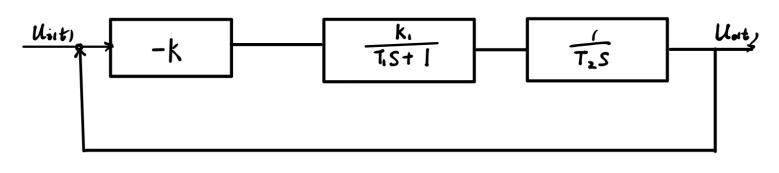 Ui(t)
-K
K₁
T₁S+1
1
T₂S
Uo(t)